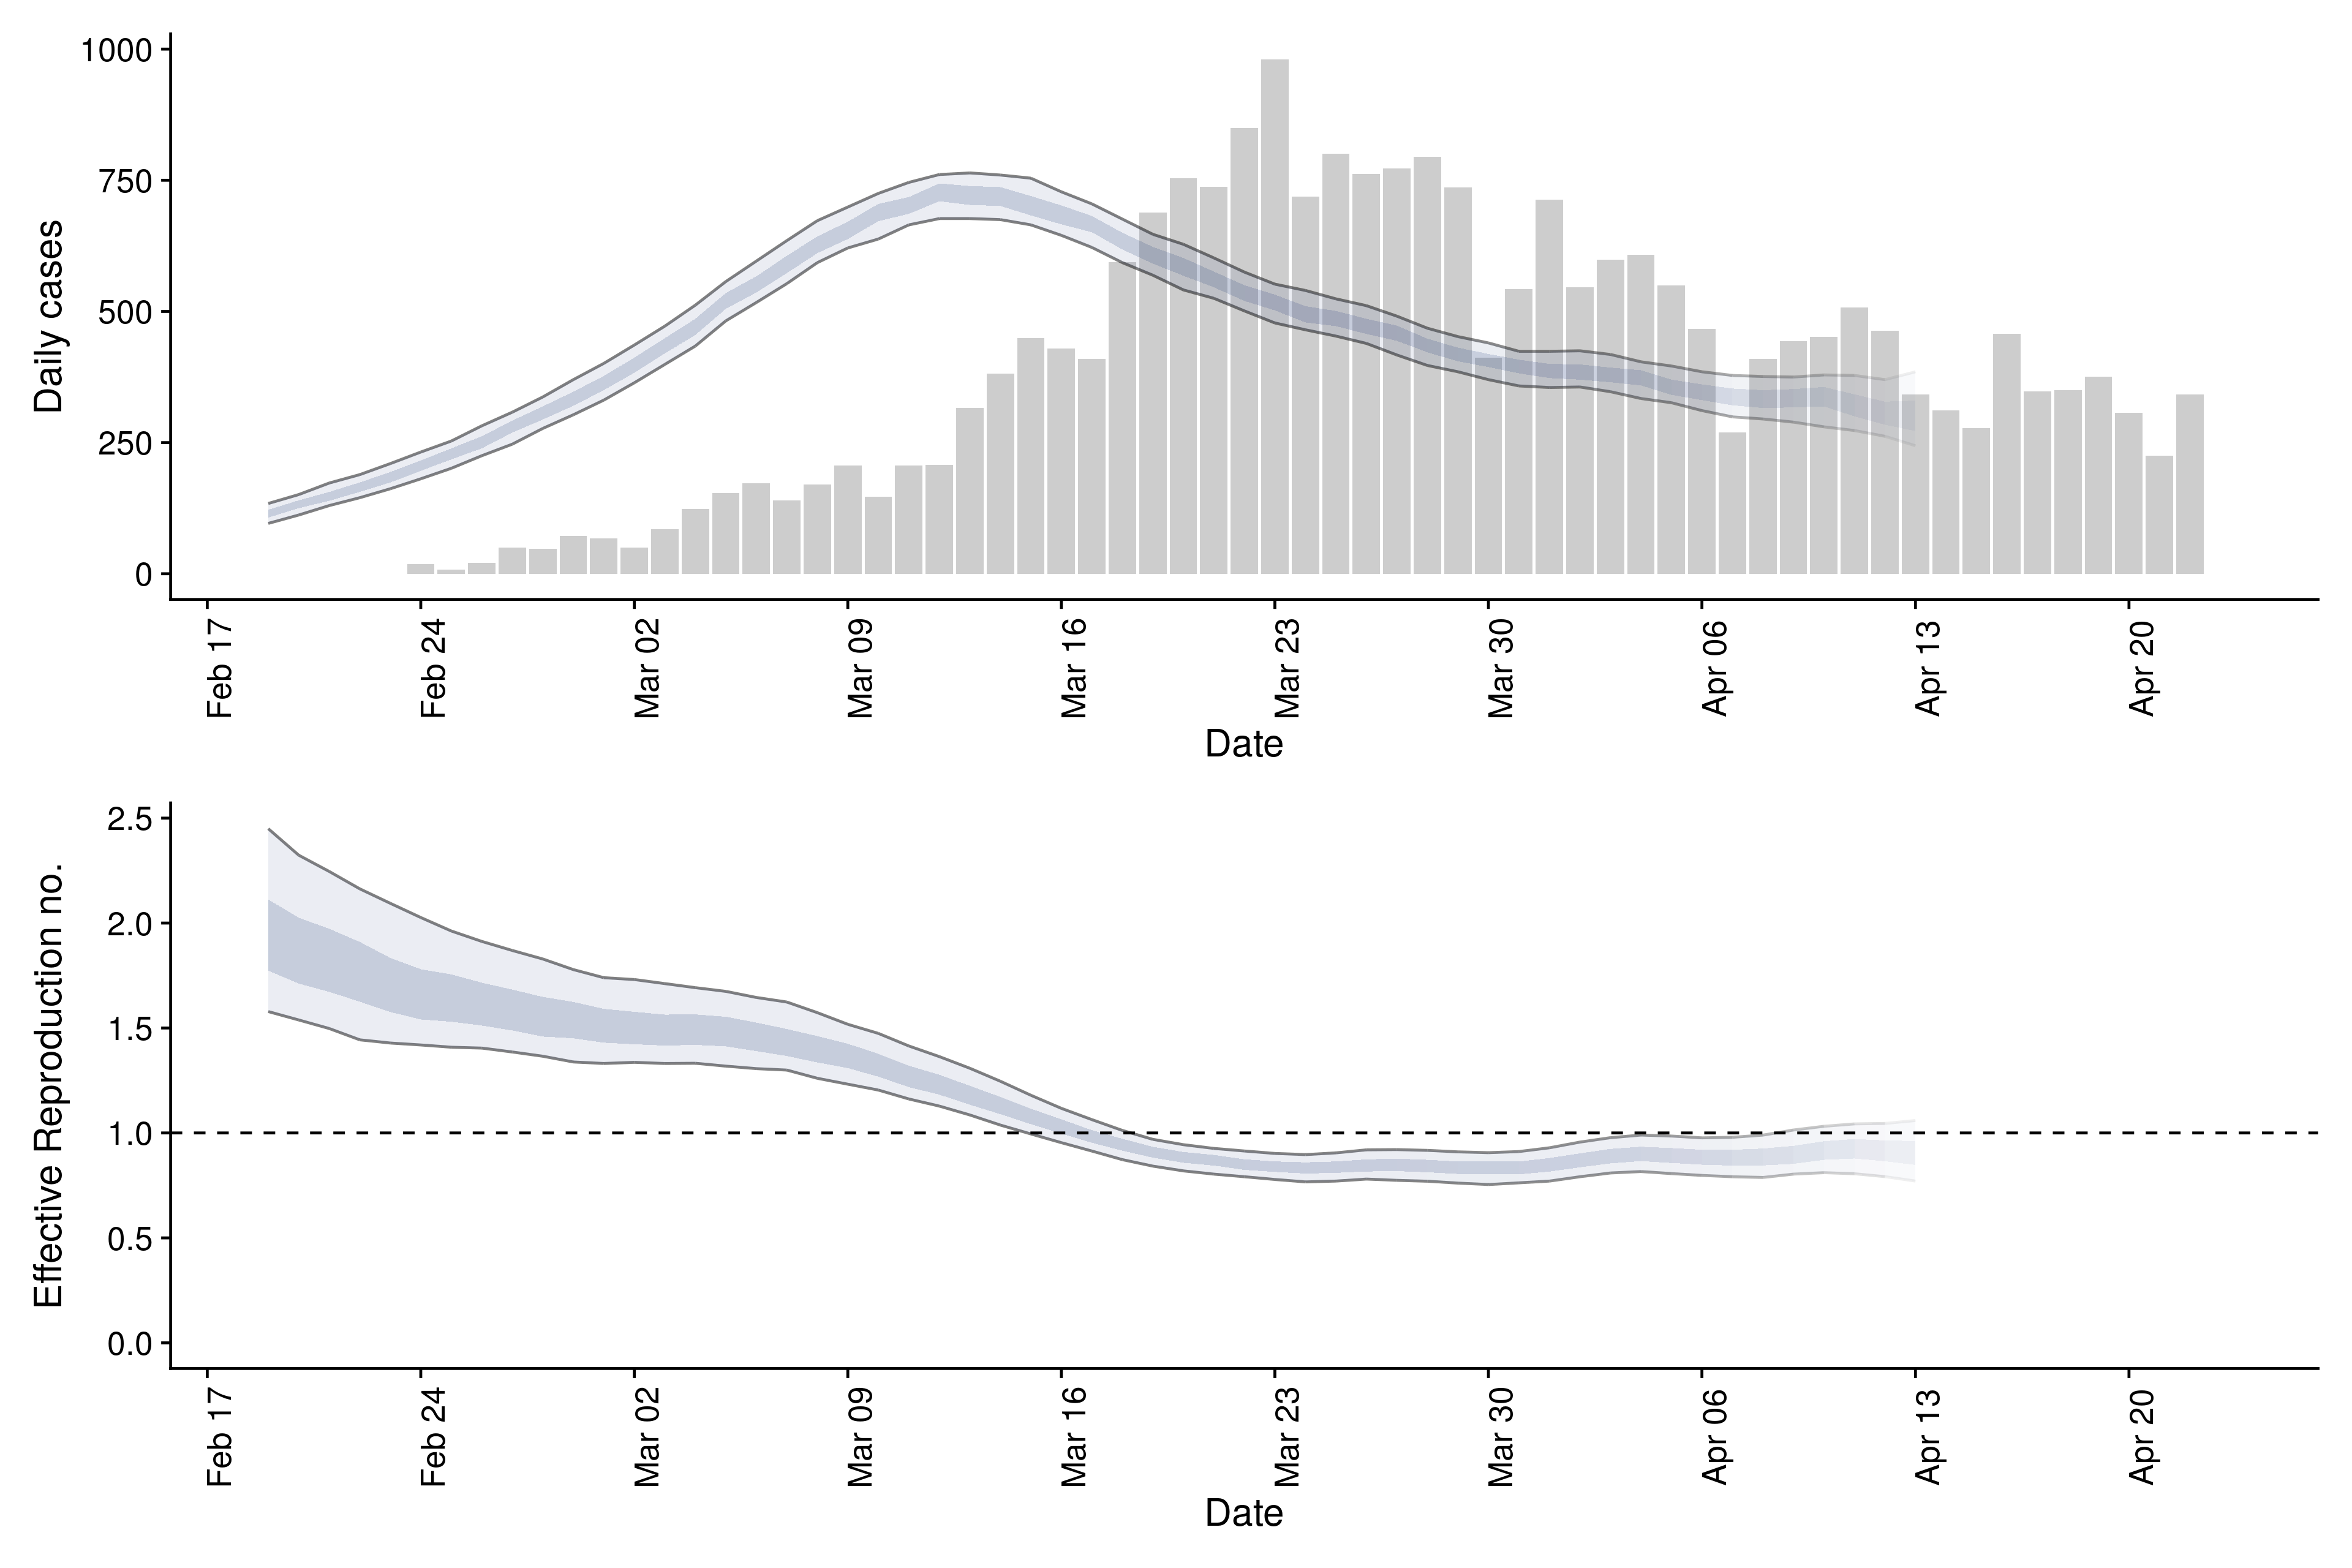 1000
750
500
250
0
Daily cases
Feb 17
Feb 24
Mar 02
Mar 09
Mar 16
Mar 23
Mar 30
Apr 06
Apr 13
Apr 20
Date
2.5
2.0
1.5
1.0
0.5
0.0
Effective Reproduction no.
Feb 17
Feb 24
Mar 02
Mar 09
Mar 16
Mar 23
Mar 30
Apr 06
Apr 13
Apr 20
Date